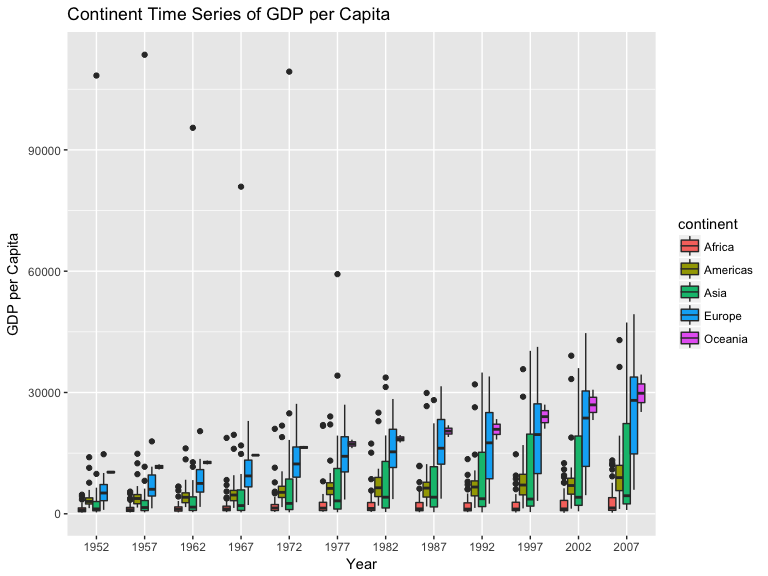 Continent Time Series of GDP per Capita
GDP per Capita
90000
60000
30000
0
1952 1957 1962 1967 1972 1977 1982 1987 1992 1997 2002 2007
Year
continent
Africa
Americas
Asia
Europe
Oceania